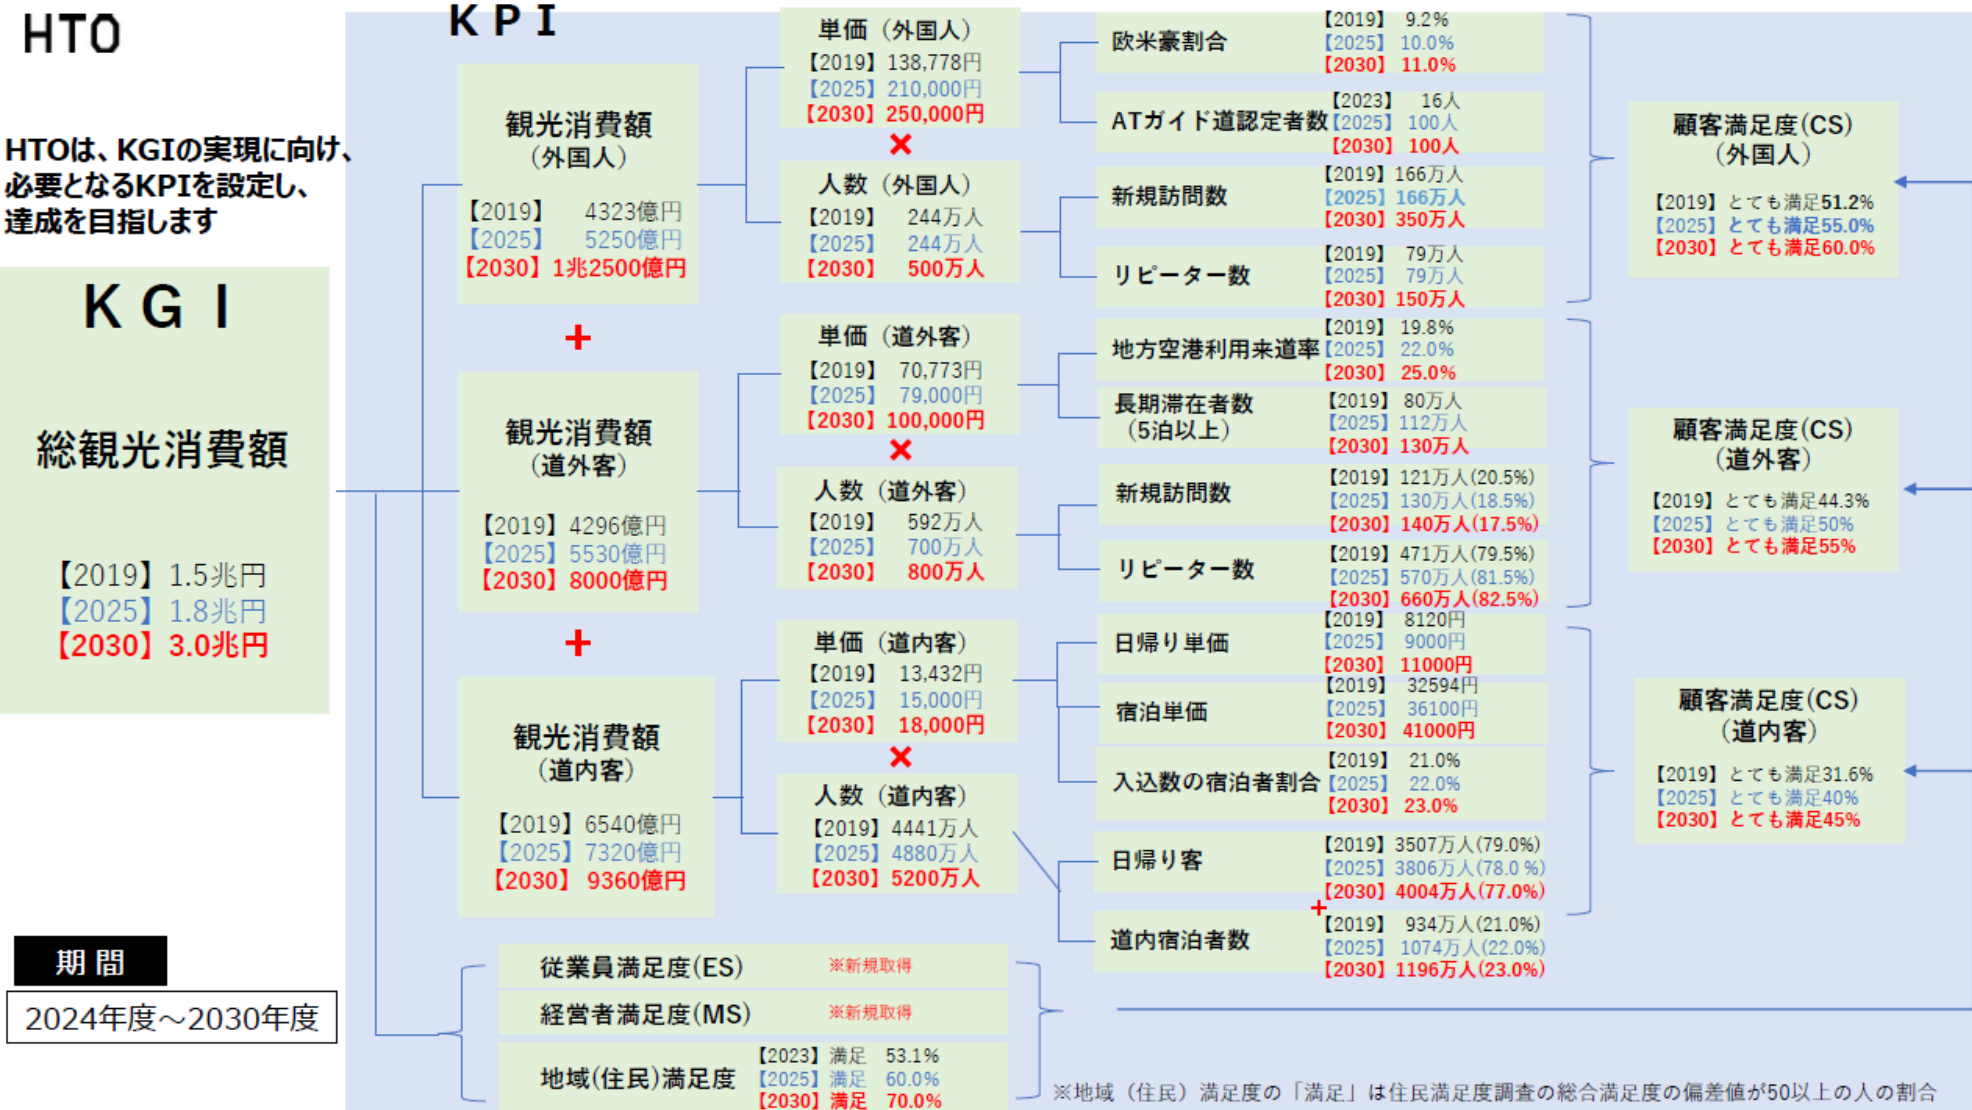 HTO
HTOは、KGIの実現に向け、
必要となるKPIを設定し、
達成を目指します
KGI
総観光消費額
【2019】1.5兆円
【2025】1.8兆円
【2030】3.0兆円
期間
2024年度～2030年度
KPI
観光消費額
（外国人）
【2019】 4323億円
【2025】 5250億円
【2030】1兆2500億円
+
観光消費額
（道外客）
【2019】4296億円
【2025】5530億円
【2030】8000億円
+
観光消費額
（道内客）
【2019】6540億円
【2025】7320億円
【2030】9360億円
単価（外国人）
【2019】138,778円
【2025】210,000円
【2030】250,000円
×
人数（外国人）
【2019】 244万人
【2025】 244万人
【2030】 500万人
単価（道外客）
【2019】 70,773円
【2025】 79,000円
【2030】100,000円
×
人数（道外客）
【2019】 592万人
【2025】 700万人
【2030】 800万人
単価（道内客）
【2019】 13,432円
【2025】 15,000円
【2030】 18,000円
×
人数（道内客）
【2019】4441万人
【2025】4880万人
【2030】5200万人
欧米豪割合
【2019】 9.2%
【2025】 10.0%
【2030】 11.0%
ATガイド道認定者数
【2023】 16人
【2025】 100人
【2030】 100人
新規訪問数
【2019】166万人
【2025】166万人
【2030】350万人
リピーター数
【2019】 79万人
【2025】 79万人
【2030】150万人
地方空港利用来道率
【2019】 19.8%
【2025】 22.0%
【2030】 25.0%
長期滞在者数
（5泊以上）
【2019】 80万人
【2025】112万人
【2030】130万人
新規訪問数
【2019】121万人(20.5%)
【2025】130万人(18.5%)
【2030】140万人(17.5%)
リピーター数
【2019】471万人(79.5%)
【2025】570万人(81.5%)
【2030】660万人(82.5%)
日帰り単価
【2019】 8120円
【2025】 9000円
【2030】 11000円
宿泊単価
【2019】 32594円
【2025】 36100円
【2030】 41000円
入込数の宿泊者割合
【2019】 21.0%
【2025】 22.0%
【2030】 23.0%
日帰り客
【2019】3507万人(79.0%)
【2025】3806万人(78.0 %)
【2030】4004万人(77.0%)
+
道内宿泊者数
【2019】 934万人(21.0%)
【2025】 1074万人(22.0%)
【2030】1196万人(23.0%)
顧客満足度(CS)
（外国人）
【2019】とても満足51.2%
【2025】とても満足55.0%
【2030】とても満足60.0%
顧客満足度(CS)
（道外客）
【2019】とても満足44.3%
【2025】とても満足50%
【2030】とても満足55%
顧客満足度(CS)
（道内客）
【2019】とても満足31.6%
【2025】とても満足40%
【2030】とても満足45%
従業員満足度(ES) ※新規取得
経営者満足度(MS) ※新規取得
地域(住民)満足度
【2023】満足 53.1%
【2025】満足 60.0%
【2030】満足 70.0%
※地域（住民）満足度の「満足」は住民満足度調査の総合満足度の偏差値が50以上の人の割合